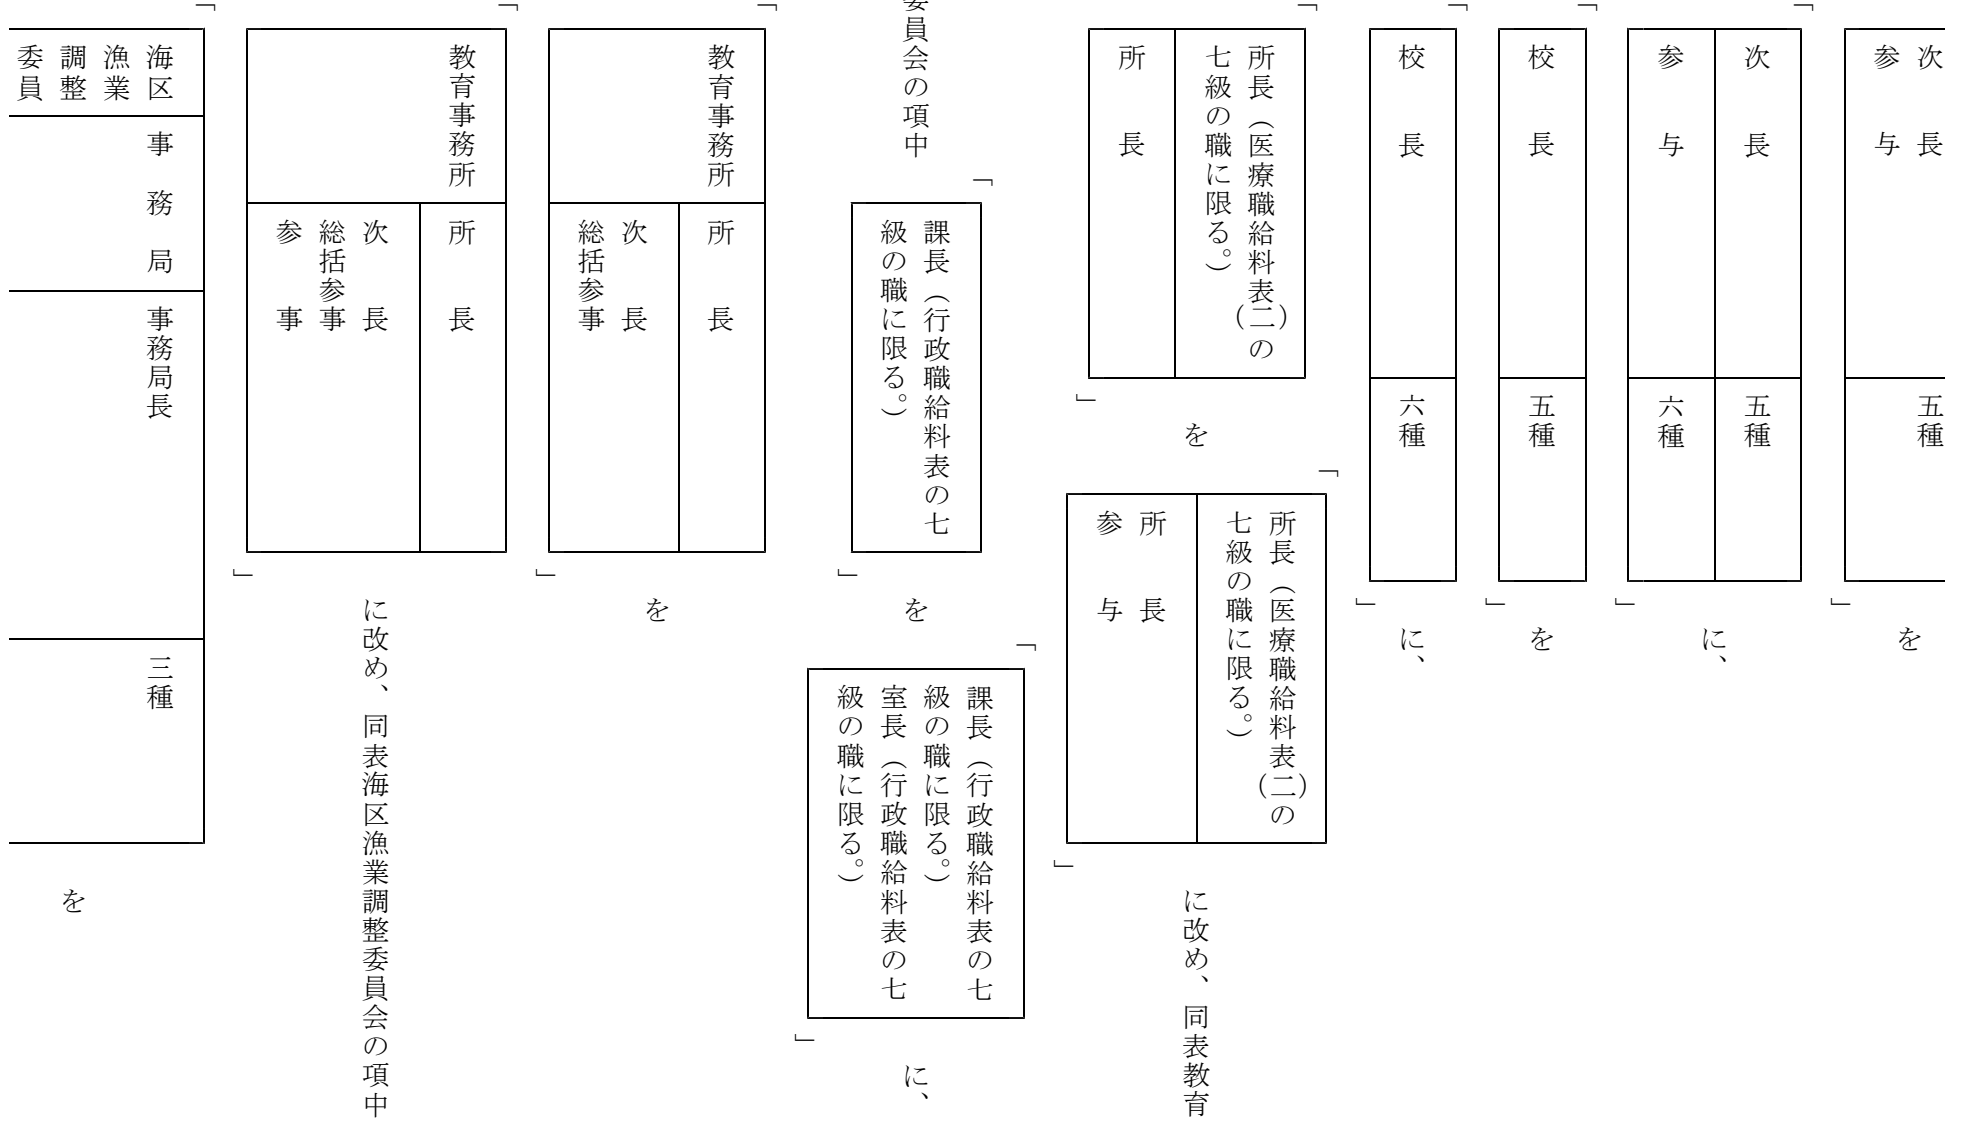 「
次長
参与
五種
」
を
「
次長
五種
参与
六種
」
に、
「
校長
五種
」
を
「
校長
六種
」
に、
「
所長（医療職給料表(二)の
七級の職に限る。）
所長
」
を
「
所長（医療職給料表(二)の
七級の職に限る。）
所長
参与
」
に改め、同表教育
委員会の項中
「
課長（行政職給料表の七
級の職に限る。）
」
を
「
課長（行政職給料表の七
級の職に限る。）
室長（行政職給料表の七
級の職に限る。）
」
に、
「
教育事務所
所長
次長
総括参事
」
を
「
教育事務所
所長
次長
総括参事
参事
」
に改め、同表海区漁業調整委員会の項中
「
海区
漁業
調整
委員
事務局
事務局長
三種
を